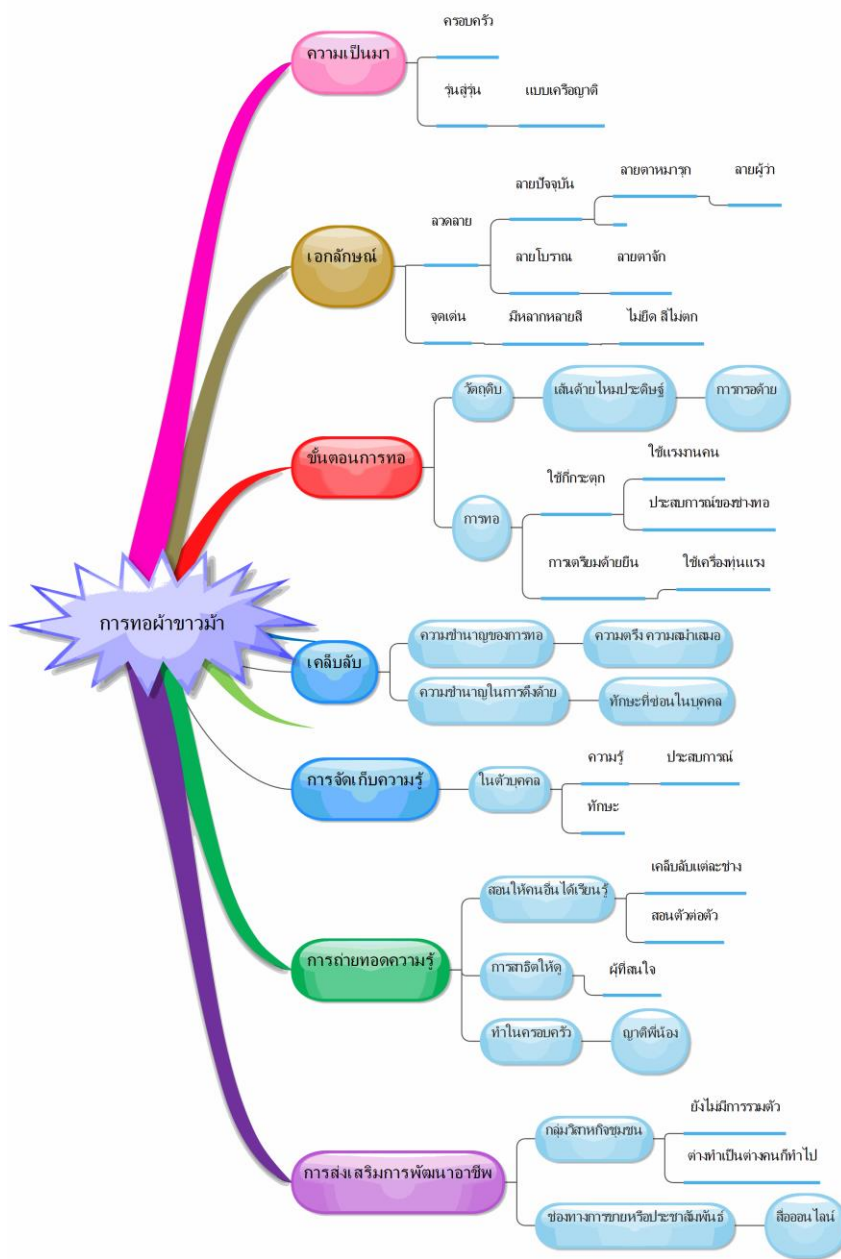 การทอผ้าขาวม้า
ความเป็นมา
ครอบครัว
รุ่นสู่รุ่น
แบบเครือญาติ
เอกลักษณ์
ลวดลาย
ลายปัจจุบัน
ลายตาหมารุก
ลายผู้ว่า
ลายโบราณ
ลายตาจัก
จุดเด่น
มีหลากหลายสี
ไม่ยืด สีไม่ตก
ขั้นตอนการทอ
วัตถุดิบ
เส้นด้ายไหมประดิษฐ์
การกรอด้าย
การทอ
ใช้กี่กระตุก
ใช้แรงานคน
ประสบการณ์ของช่างทอ
การเตรียมด้ายยืน
ใช้เครื่องทุ่นแรง
เคล็บลับ
ความชำนาญของการทอ
ความตรึง ความสม่ำเสมอ
ความชำนาญในการดึงด้าย
ทักษะที่ซ่อนในบุคคล
การจัดเก็บความรู้
ในตัวบุคคล
ความรู้
ประสบการณ์
ทักษะ
การถ่ายทอดความรู้
สอนให้คนอื่นได้เรียนรู้
เคล็บลับแต่ละช่าง
สอนตัวต่อตัว
การสาธิตให้ดู
ผู้ที่สนใจ
ทำในครอบครัว
ญาติพี่น้อง
การส่งเสริมการพัฒนาอาชีพ
กลุ่มวิสาหกิจชุมชน
ยังไม่มีการรวมตัว
ต่างทำเป็นต่างคนก็ทำไป
ช่องทางการขายหรือประชาสัมพันธ์
สื่อออนไลน์